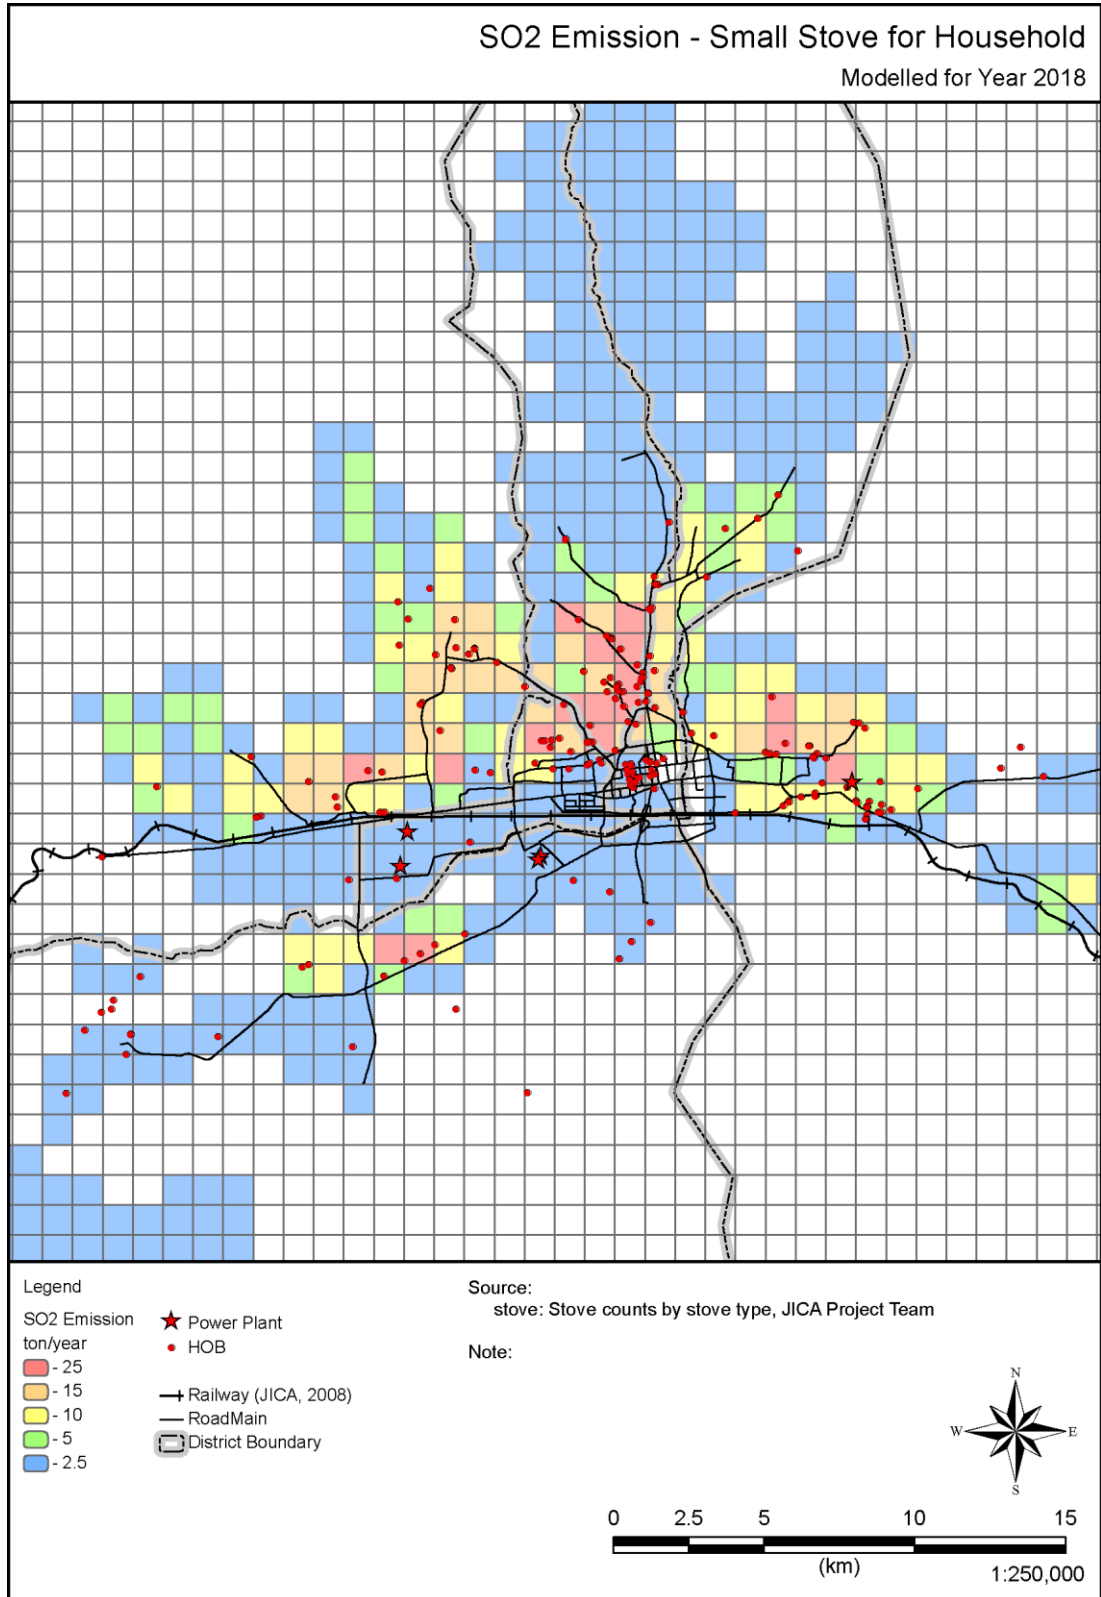 SO2 Emission - Small Stove for Household
Modelled for Year 2018
Legend
SO2 Emission
ton/year
- 25
- 15
- 10
- 5
- 2.5
Power Plant
HOB
Railway (JICA, 2008)
RoadMain
District Boundary
Source:
stove: Stove counts by stove type, JICA Project Team
Note:
N
W E
S
0 2.5 5 10 15
(km)
1:250,000